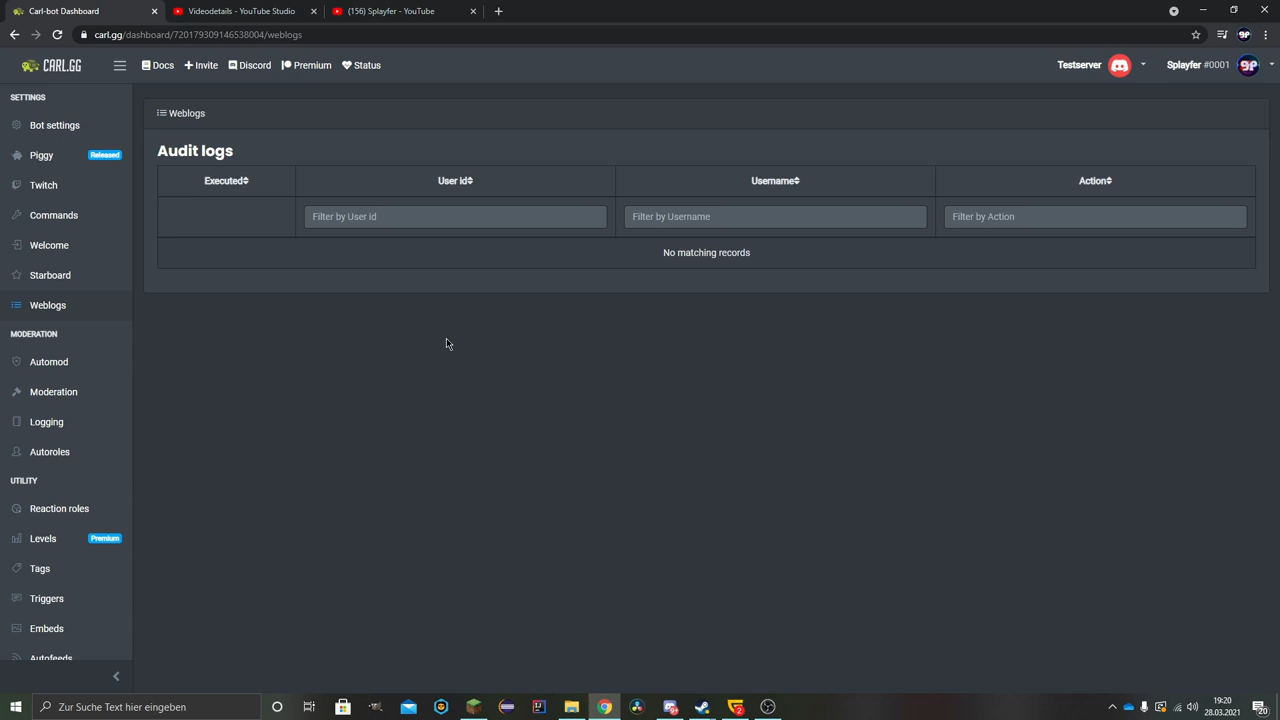 Carl-bot Dashboard
Videodetails - YouTube Studio
(156) Splayfer - YouTube
carl.gg/dashboard/720179309146538004/weblogs
CARL.GG
Docs
Invite
Discord
Premium
Status
Testserver
Splayfer #0001
SETTINGS
Bot settings
Piggy Released
Twitch
Commands
Welcome
Starboard
Weblogs
MODERATION
Automod
Moderation
Logging
Autoroles
UTILITY
Reaction roles
Levels Premium
Tags
Triggers
Embeds
Autofeeds
Weblogs
Audit logs
Executed User id Username Action
Filter by User id Filter by Username Filter by Action
No matching records
Zur Suche Text hier eingeben
19:20
28.03.2021